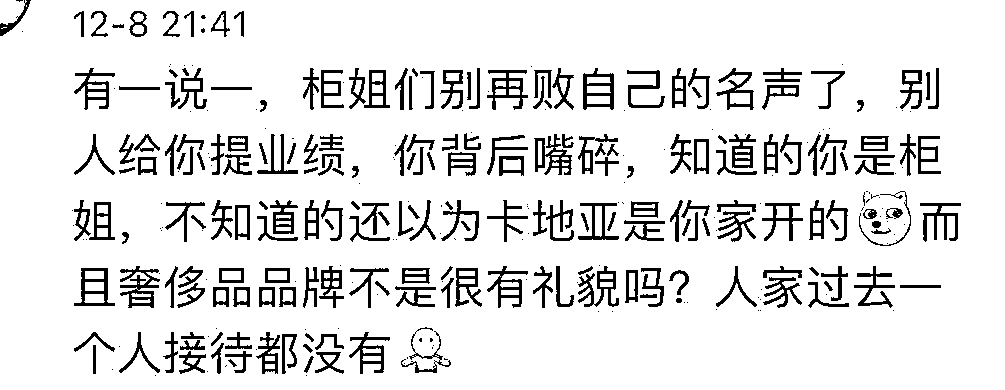 12-8 21:41
有一说一，柜姐们别再败自己的名声了，别
人给你提业绩，你背后嘴碎，知道的你是柜
姐，不知道的还以为卡地亚是你家开的而
且奢侈品品牌不是很有礼貌吗？人家过去一
个人接待都没有